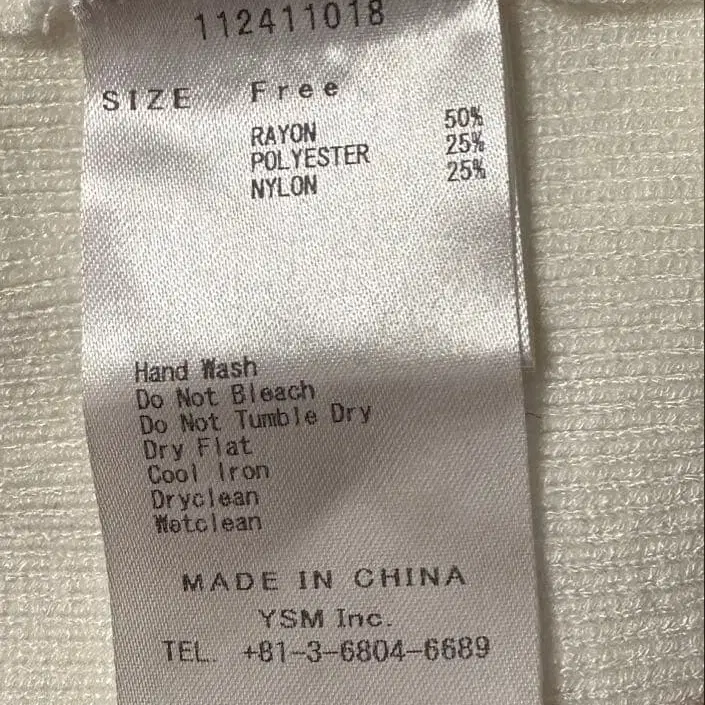 112411018
SIZE Free
RAYON 50%
POLYESTER 25%
NYLON 25%
Hand Wash
Do Not Bleach
Do Not Tumble Dry
Dry Flat
Cool Iron
Dryclean
Wetclean
MADE IN CHINA
YSM Inc.
TEL. +81-3-6804-6689